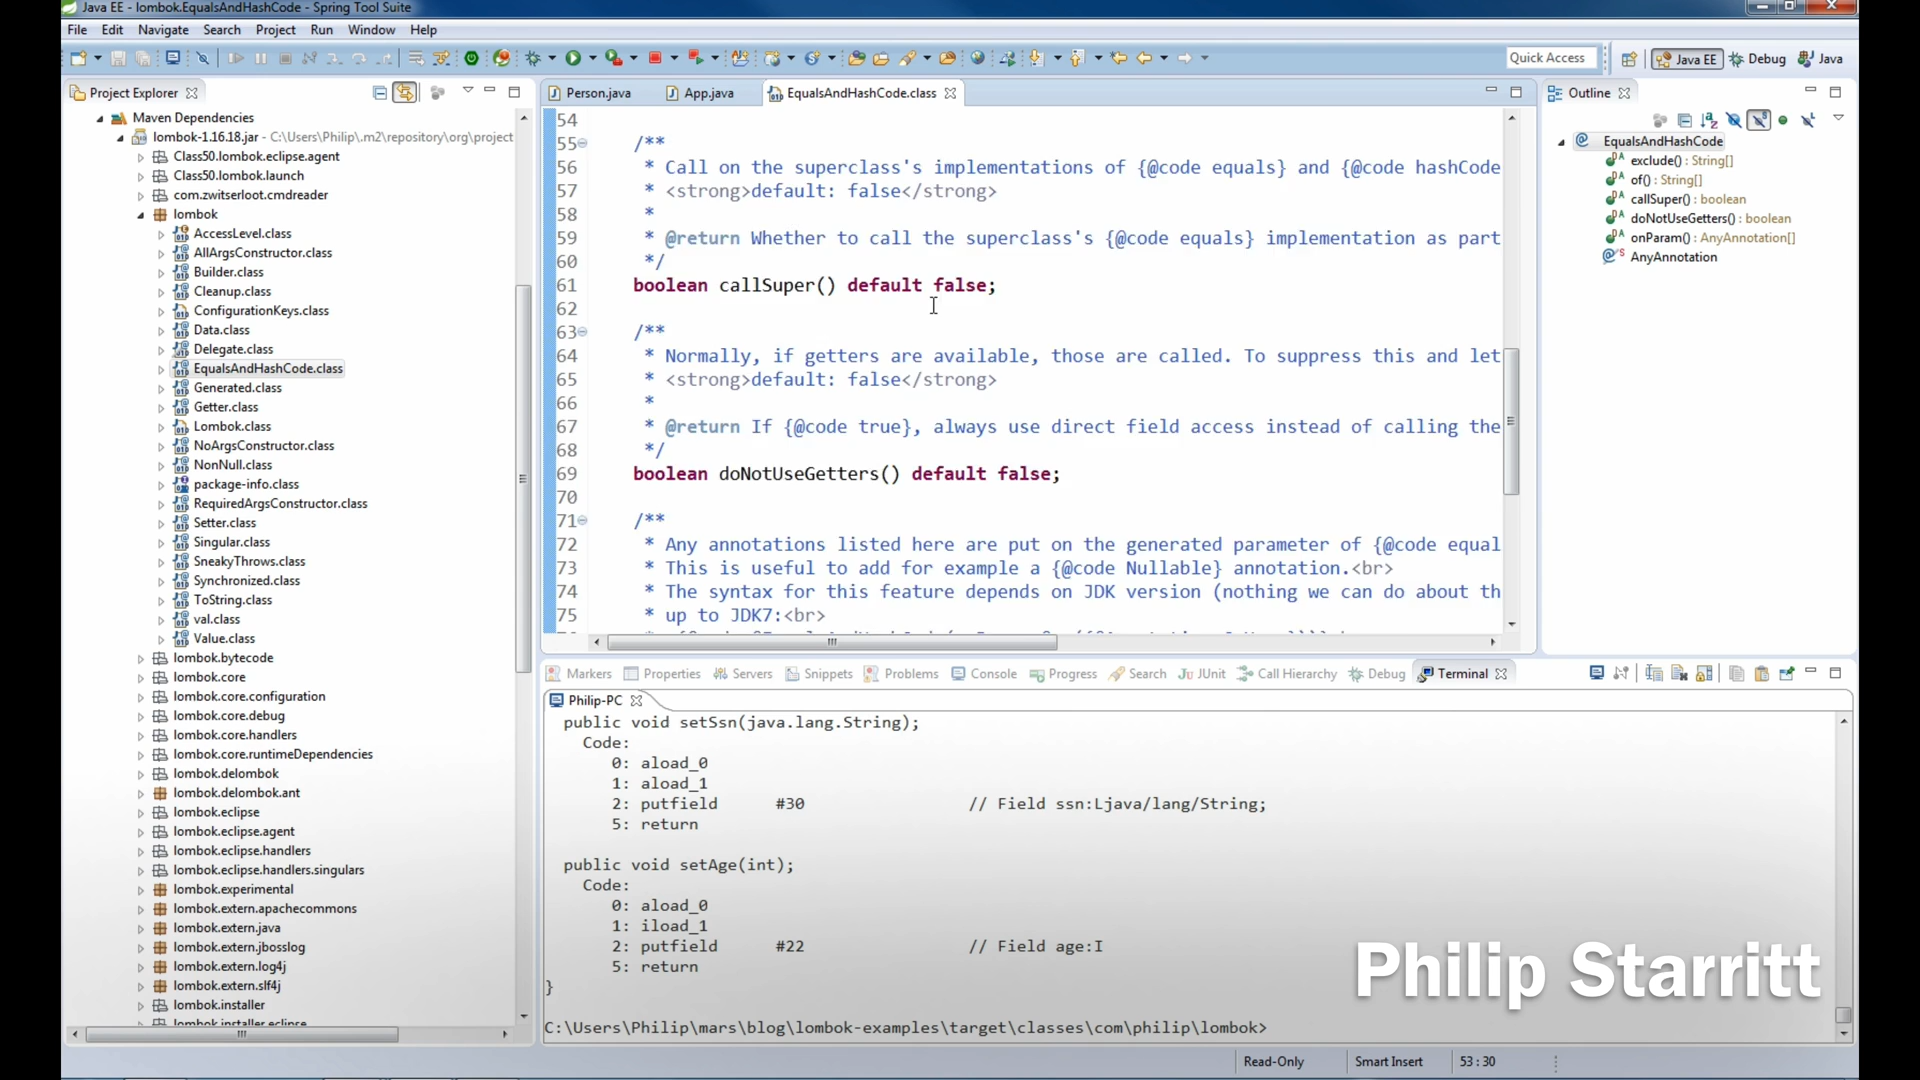 Java EE - lombok.EqualsAndHashCode - Spring Tool Suite
File Edit Navigate Search Project Run Window Help
Quick Access
Java EE
Debug
Java
Project Explorer
Maven Dependencies
lombok-1.16.18.jar - C:\Users\Philip\.m2\repository\org\project
Class50.lombok.eclipse.agent
Class50.lombok.launch
com.zwitserloot.cmdreader
lombok
AccessLevel.class
AllArgsConstructor.class
Builder.class
Cleanup.class
ConfigurationKeys.class
Data.class
Delegate.class
EqualsAndHashCode.class
Generated.class
Getter.class
Lombok.class
NoArgsConstructor.class
NonNull.class
package-info.class
RequiredArgsConstructor.class
Setter.class
Singular.class
SneakyThrows.class
Synchronized.class
ToString.class
val.class
Value.class
lombok.bytecode
lombok.core
lombok.core.configuration
lombok.core.debug
lombok.core.handlers
lombok.core.runtimeDependencies
lombok.delombok
lombok.delombok.ant
lombok.eclipse
lombok.eclipse.agent
lombok.eclipse.handlers
lombok.eclipse.handlers.singulars
lombok.experimental
lombok.extern.apachecommons
lombok.extern.java
lombok.extern.jbosslog
lombok.extern.log4j
lombok.extern.slf4j
lombok.installer
lombok.installer.eclipse
Person.java
App.java
EqualsAndHashCode.class
54
55 /**
56 * Call on the superclass's implementations of {@code equals} and {@code hashCode
57 * <strong>default: false</strong>
58 *
59 * @return Whether to call the superclass's {@code equals} implementation as part
60 */
61 boolean callSuper() default false;
62
63 /**
64 * Normally, if getters are available, those are called. To suppress this and let
65 * <strong>default: false</strong>
66 *
67 * @return If {@code true}, always use direct field access instead of calling the
68 */
69 boolean doNotUseGetters() default false;
70
71 /**
72 * Any annotations listed here are put on the generated parameter of {@code equal
73 * This is useful to add for example a {@code Nullable} annotation.<br>
74 * The syntax for this feature depends on JDK version (nothing we can do about th
75 * up to JDK7:<br>
Outline
EqualsAndHashCode
exclude() : String[]
of() : String[]
callSuper() : boolean
doNotUseGetters() : boolean
onParam() : AnyAnnotation[]
AnyAnnotation
Markers Properties Servers Snippets Problems Console Progress Search JUnit Call Hierarchy Debug Terminal
Philip-PC
public void setSsn(java.lang.String);
Code:
0: aload_0
1: aload_1
2: putfield #30 // Field ssn:Ljava/lang/String;
5: return
public void setAge(int);
Code:
0: aload_0
1: iload_1
2: putfield #22 // Field age:I
5: return
}
C:\Users\Philip\mars\blog\lombok-examples\target\classes\com\philip\lombok>
Philip Starritt
Read-Only
Smart Insert
53 : 30